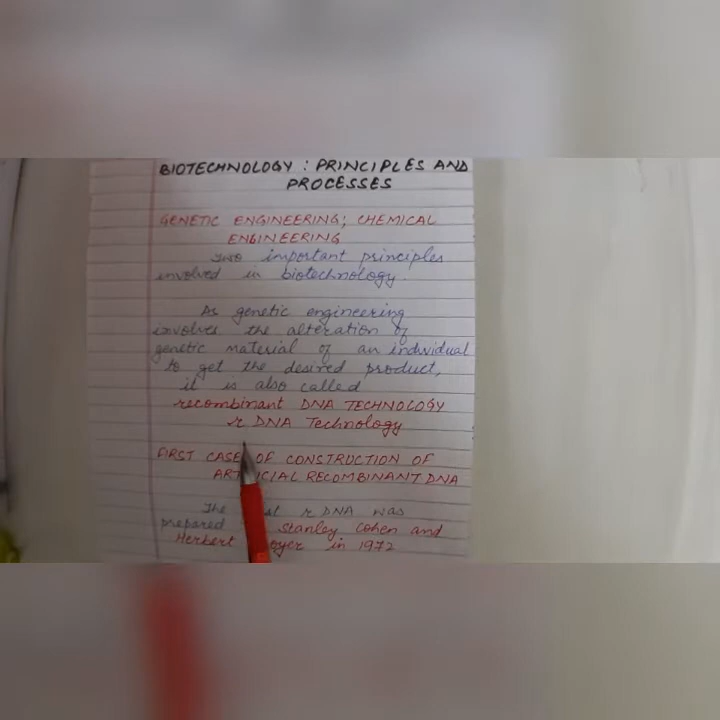 BIOTECHNOLOGY : PRINCIPLES AND
PROCESSES
GENETIC ENGINEERING; CHEMICAL
ENGINEERING
Two important principles
involved in biotechnology.
As genetic engineering
involves the alteration of
genetic material of an individual
to get the desired product,
it is also called
recombinant DNA TECHNOLOGY
r DNA Technology
FIRST CASE OF CONSTRUCTION OF
ARTIFICIAL RECOMBINANT DNA
The r DNA was
prepared Stanley Cohen and
Herbert in 1972